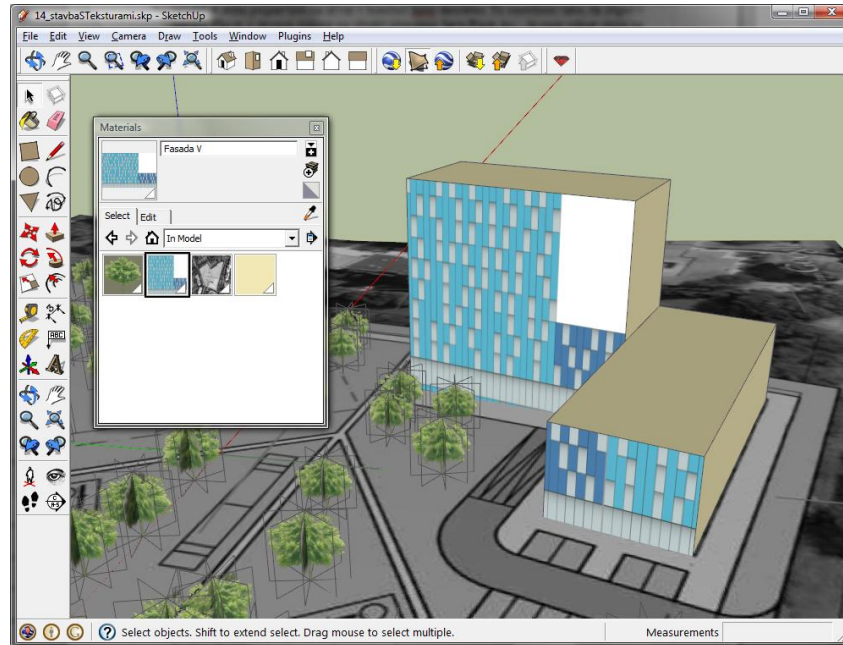 14_stavbaSTeksturami.skp - SketchUp
File Edit View Camera Draw Tools Window Plugins Help
Materials
Fasada V
Select Edit
In Model
ABC
Select objects. Shift to extend select. Drag mouse to select multiple.
Measurements